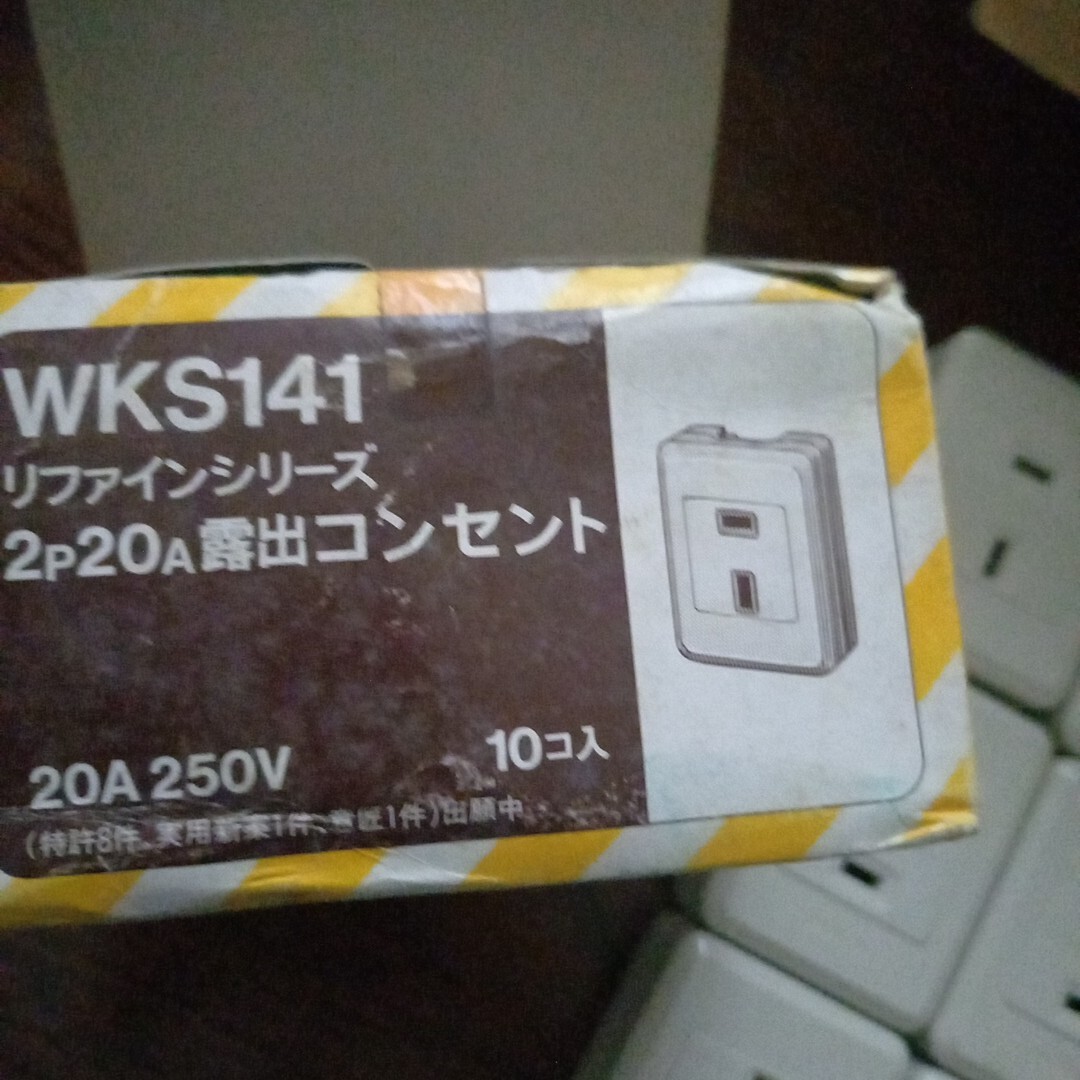 WKS141
リファインシリーズ
2P20A露出コンセント
20A 250V 10コ入
(特許8件、実用新案1件、意匠1件)出願中